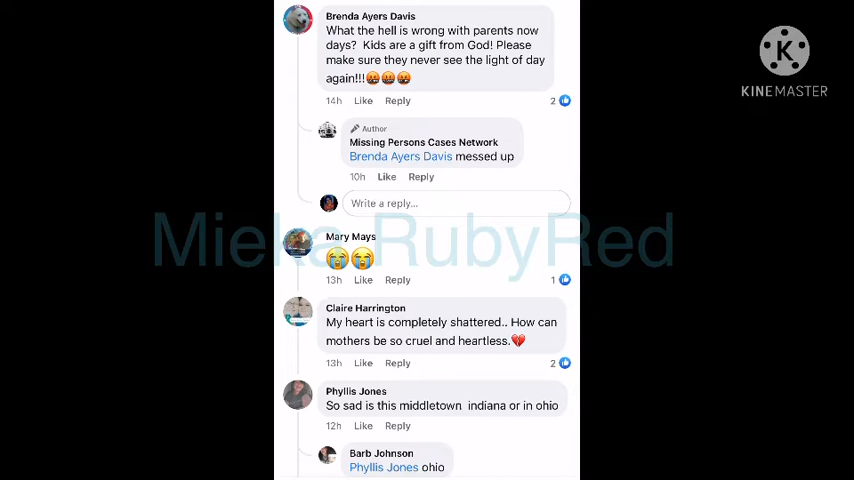 Brenda Ayers Davis
What the hell is wrong with parents now
days? Kids are a gift from God! Please
make sure they never see the light of day
again!!!🤬🤬🤬
14h Like Reply 2
Author
Missing Persons Cases Network
Brenda Ayers Davis messed up
10h Like Reply
Write a reply...
Mary Mays
😭😭
13h Like Reply 1
Claire Harrington
My heart is completely shattered.. How can
mothers be so cruel and heartless.💔
13h Like Reply 2
Phyllis Jones
So sad is this middletown indiana or in ohio
12h Like Reply
Barb Johnson
Phyllis Jones ohio
Mieka RubyRed
K
KINEMASTER